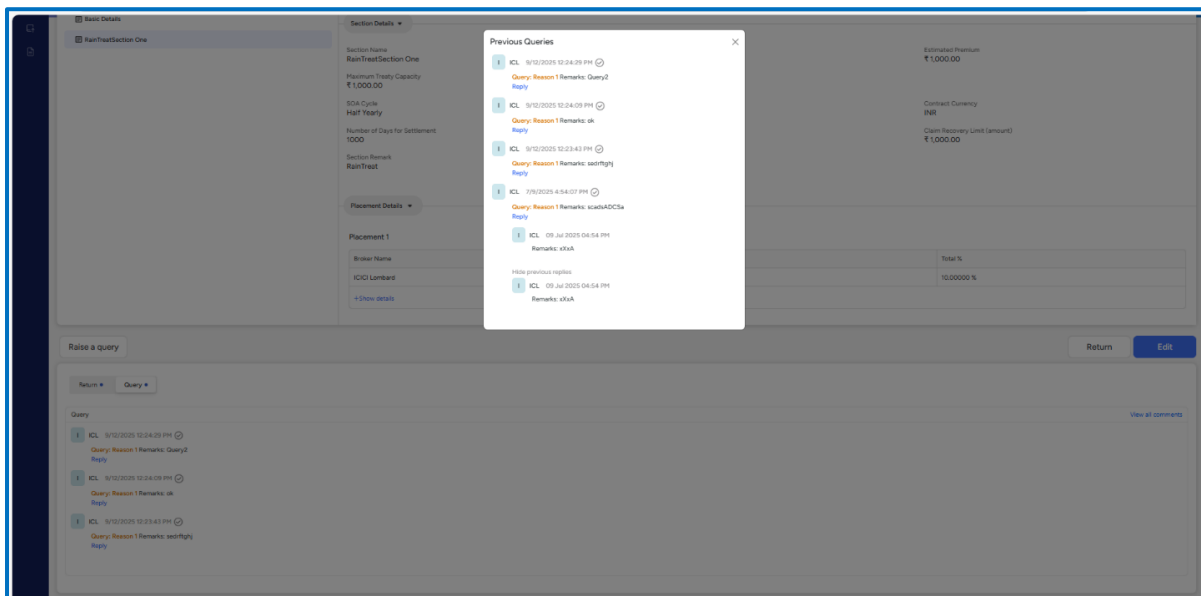 Basic Details
RainTreatSection One
Section Details
Section Name
RainTreatSection One
Estimated Premium
₹1,000.00
Maximum Treaty Capacity
₹1,000.00
SOA Cycle
Half Yearly
Contract Currency
INR
Number of Days for Settlement
1000
Claim Recovery Limit (amount)
₹1,000.00
Section Remark
RainTreat
Placement Details
Placement 1
Broker Name
Total %
ICICI Lombard
10.00000 %
+Show details
Previous Queries
I ICL 9/12/2025 12:24:29 PM
Query: Reason 1 Remarks: Query2
Reply
I ICL 9/12/2025 12:24:09 PM
Query: Reason 1 Remarks: ok
Reply
I ICL 9/12/2025 12:23:43 PM
Query: Reason 1 Remarks: sedrftghj
Reply
I ICL 7/9/2025 4:54:07 PM
Query: Reason 1 Remarks: scadsADCSa
Reply
I ICL 09 Jul 2025 04:54 PM
Remarks: xXxA
Hide previous replies
I ICL 09 Jul 2025 04:54 PM
Remarks: xXxA
Raise a query
Return
Edit
Return
Query
Query
View all comments
I ICL 9/12/2025 12:24:29 PM
Query: Reason 1 Remarks: Query2
Reply
I ICL 9/12/2025 12:24:09 PM
Query: Reason 1 Remarks: ok
Reply
I ICL 9/12/2025 12:23:43 PM
Query: Reason 1 Remarks: sedrftghj
Reply